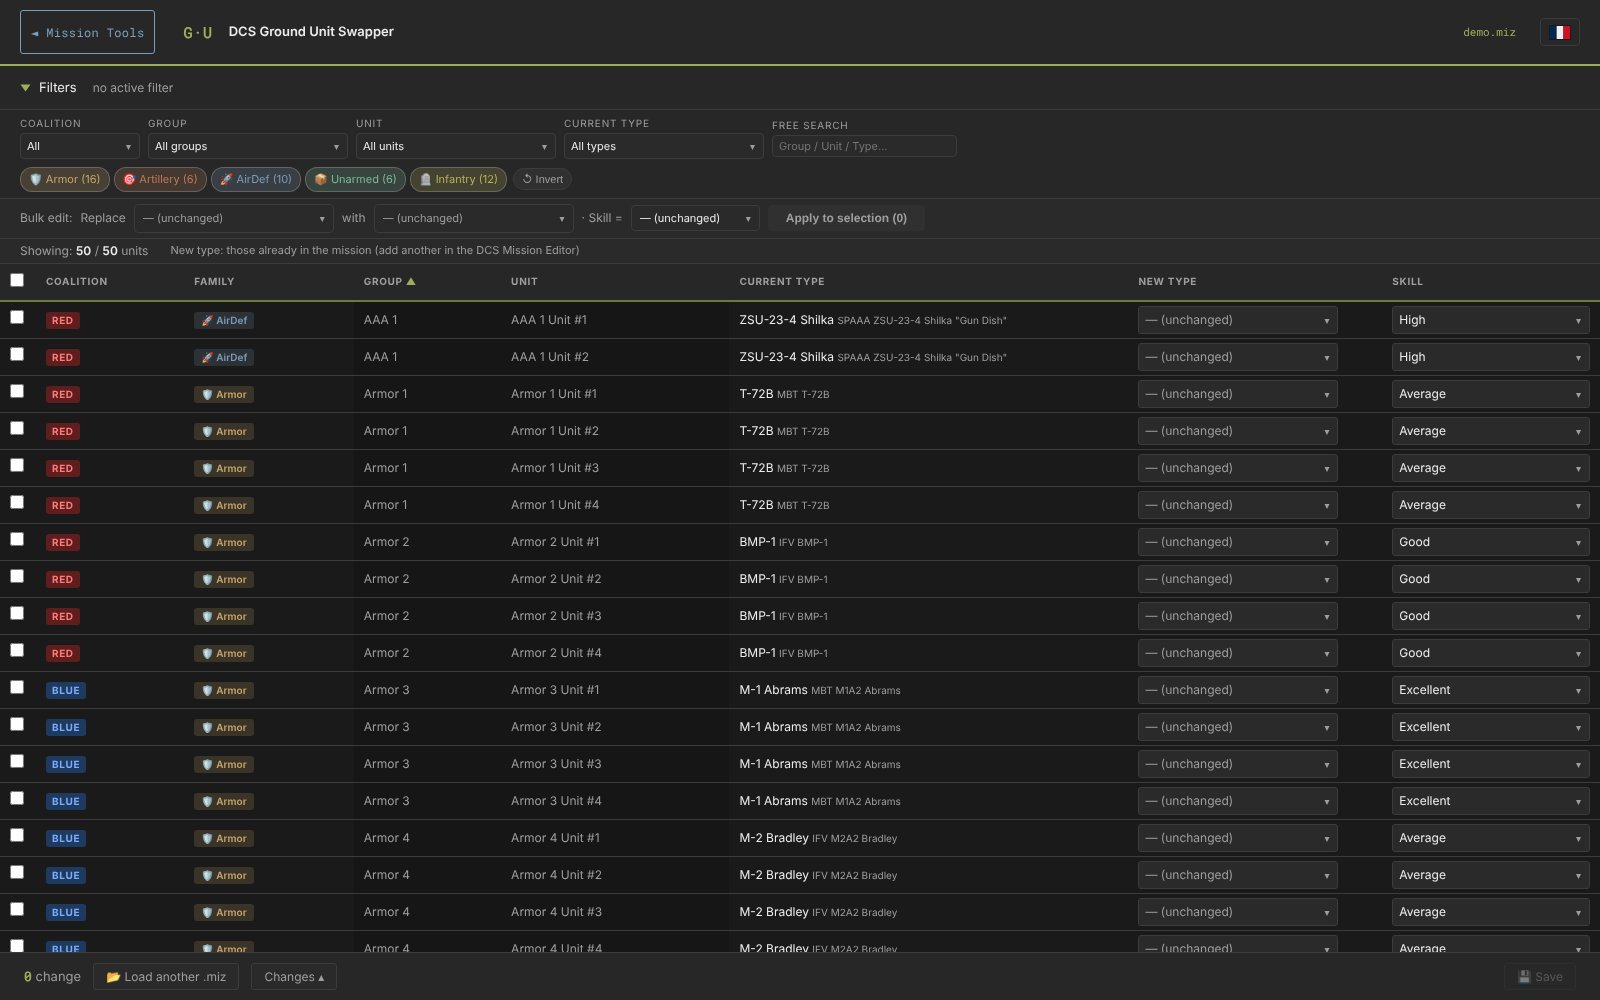 ◄ Mission Tools G·U DCS Ground Unit Swapper demo.miz
▼ Filters no active filter
COALITION GROUP UNIT CURRENT TYPE FREE SEARCH
All ▾ All groups ▾ All units ▾ All types ▾ Group / Unit / Type...
Armor (16) Artillery (6) AirDef (10) Unarmed (6) Infantry (12) Invert
Bulk edit: Replace — (unchanged) ▾ with — (unchanged) ▾ · Skill = — (unchanged) ▾ Apply to selection (0)
Showing: 50 / 50 units New type: those already in the mission (add another in the DCS Mission Editor)
COALITION FAMILY GROUP ▲ UNIT CURRENT TYPE NEW TYPE SKILL
RED AirDef AAA 1 AAA 1 Unit #1 ZSU-23-4 Shilka SPAAA ZSU-23-4 Shilka "Gun Dish" — (unchanged) ▾ High ▾
RED AirDef AAA 1 AAA 1 Unit #2 ZSU-23-4 Shilka SPAAA ZSU-23-4 Shilka "Gun Dish" — (unchanged) ▾ High ▾
RED Armor Armor 1 Armor 1 Unit #1 T-72B MBT T-72B — (unchanged) ▾ Average ▾
RED Armor Armor 1 Armor 1 Unit #2 T-72B MBT T-72B — (unchanged) ▾ Average ▾
RED Armor Armor 1 Armor 1 Unit #3 T-72B MBT T-72B — (unchanged) ▾ Average ▾
RED Armor Armor 1 Armor 1 Unit #4 T-72B MBT T-72B — (unchanged) ▾ Average ▾
RED Armor Armor 2 Armor 2 Unit #1 BMP-1 IFV BMP-1 — (unchanged) ▾ Good ▾
RED Armor Armor 2 Armor 2 Unit #2 BMP-1 IFV BMP-1 — (unchanged) ▾ Good ▾
RED Armor Armor 2 Armor 2 Unit #3 BMP-1 IFV BMP-1 — (unchanged) ▾ Good ▾
RED Armor Armor 2 Armor 2 Unit #4 BMP-1 IFV BMP-1 — (unchanged) ▾ Good ▾
BLUE Armor Armor 3 Armor 3 Unit #1 M-1 Abrams MBT M1A2 Abrams — (unchanged) ▾ Excellent ▾
BLUE Armor Armor 3 Armor 3 Unit #2 M-1 Abrams MBT M1A2 Abrams — (unchanged) ▾ Excellent ▾
BLUE Armor Armor 3 Armor 3 Unit #3 M-1 Abrams MBT M1A2 Abrams — (unchanged) ▾ Excellent ▾
BLUE Armor Armor 3 Armor 3 Unit #4 M-1 Abrams MBT M1A2 Abrams — (unchanged) ▾ Excellent ▾
BLUE Armor Armor 4 Armor 4 Unit #1 M-2 Bradley IFV M2A2 Bradley — (unchanged) ▾ Average ▾
BLUE Armor Armor 4 Armor 4 Unit #2 M-2 Bradley IFV M2A2 Bradley — (unchanged) ▾ Average ▾
BLUE Armor Armor 4 Armor 4 Unit #3 M-2 Bradley IFV M2A2 Bradley — (unchanged) ▾ Average ▾
BLUE Armor Armor 4 Armor 4 Unit #4 M-2 Bradley IFV M2A2 Bradley — (unchanged) ▾ Average ▾
0 change Load another .miz Changes ▴ Save